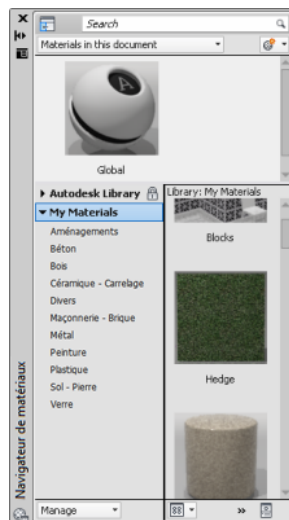 Search
Materials in this document
Global
Autodesk Library
My Materials
Aménagements
Béton
Bois
Céramique - Carrelage
Divers
Maçonnerie - Brique
Métal
Peinture
Plastique
Sol - Pierre
Verre
Library: My Materials
Blocks
Hedge
Manage
Navigateur de matériaux